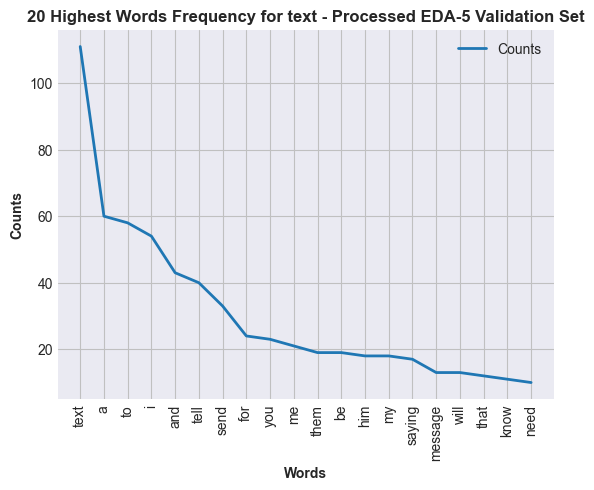 20 Highest Words Frequency for text - Processed EDA-5 Validation Set
Counts
100
80
60
40
20
Counts
text
a
to
i
and
tell
send
for
you
me
them
be
him
my
saying
message
will
that
know
need
Words